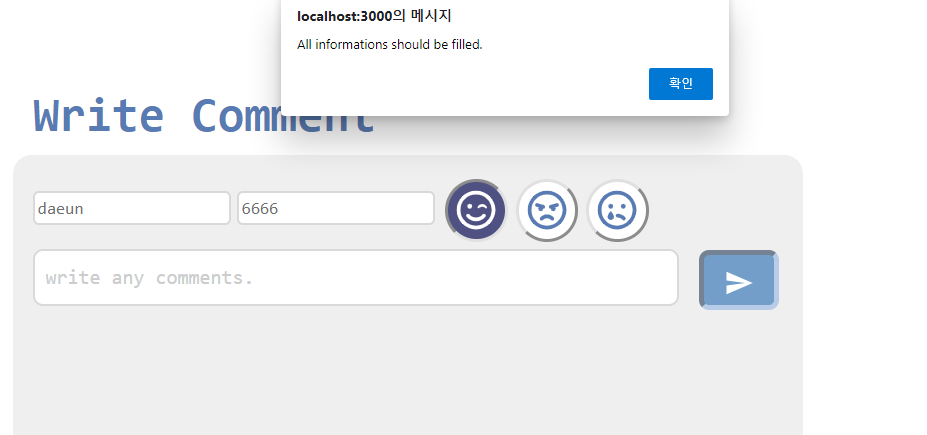 localhost:3000의 메시지
All informations should be filled.
확인
Write Comment
daeun
6666
write any comments.